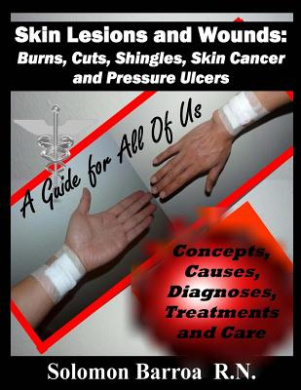 Skin Lesions and Wounds:
Burns, Cuts, Shingles, Skin Cancer
and Pressure Ulcers
A Guide for All Of Us
Concepts,
Causes,
Diagnoses,
Treatments
and Care
Solomon Barroa R.N.